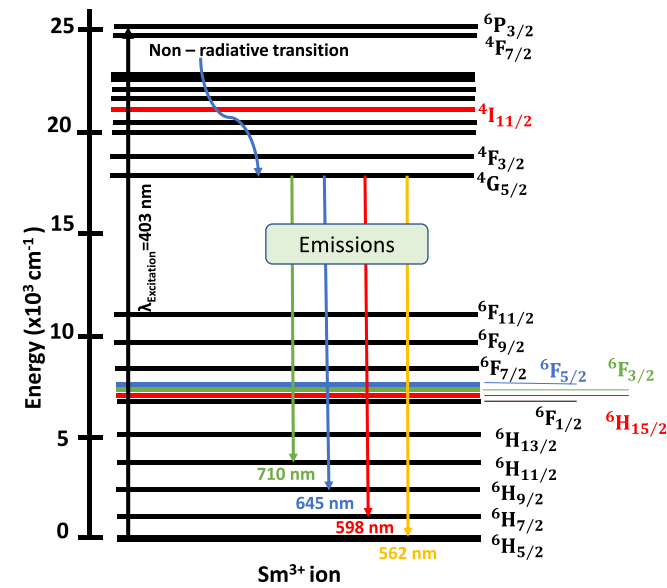 25
20
15
10
5
0
Energy (x10³ cm⁻¹)
Non – radiative transition
λExcitation=403 nm
Emissions
⁶P₃/₂
⁴F₇/₂
⁴I₁₁/₂
⁴F₃/₂
⁴G₅/₂
⁶F₁₁/₂
⁶F₉/₂
⁶F₇/₂
⁶F₅/₂
⁶F₃/₂
⁶F₁/₂
⁶H₁₅/₂
⁶H₁₃/₂
⁶H₁₁/₂
⁶H₉/₂
⁶H₇/₂
⁶H₅/₂
710 nm
645 nm
598 nm
562 nm
Sm³⁺ ion